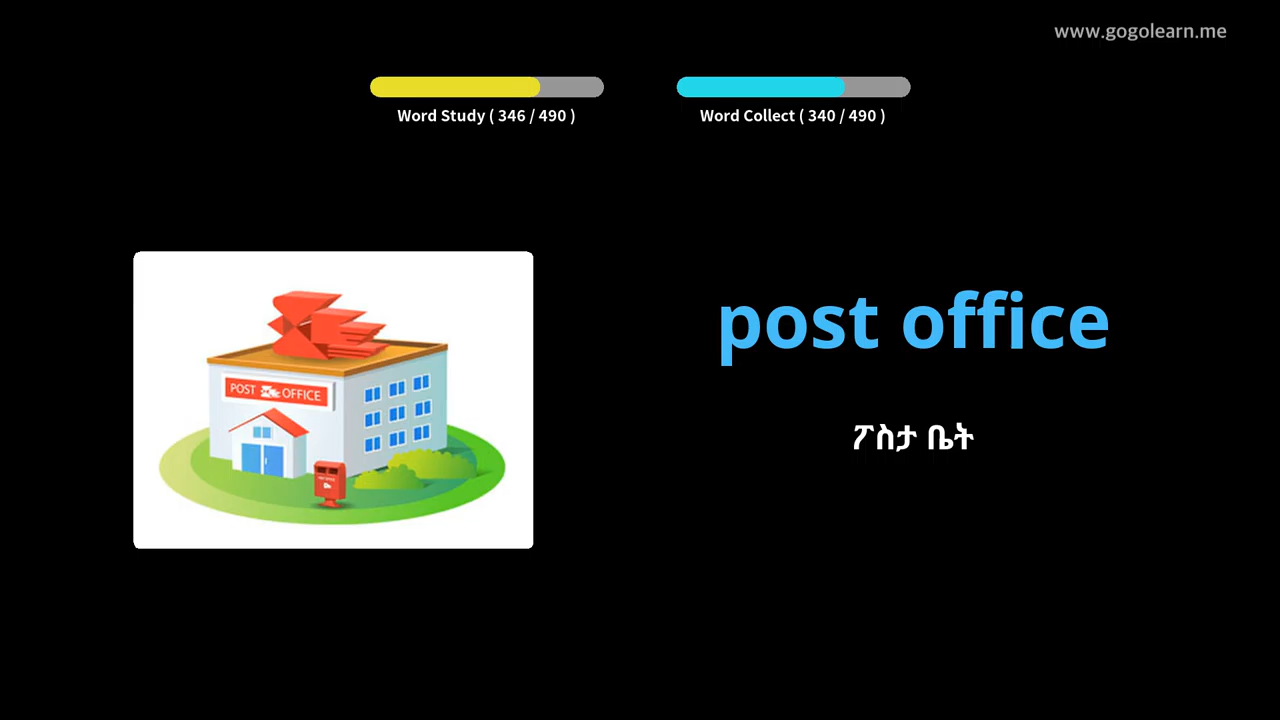 www.gogolearn.me
Word Study ( 346 / 490 )
Word Collect ( 340 / 490 )
POST OFFICE
post office
ፖስታ ቤት